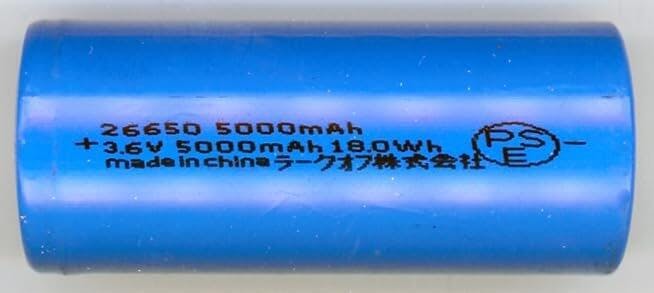 26650 5000mAh
+ 3.6V 5000mAh 18.0Wh -
made in china ラークオフ株式会社
PSE